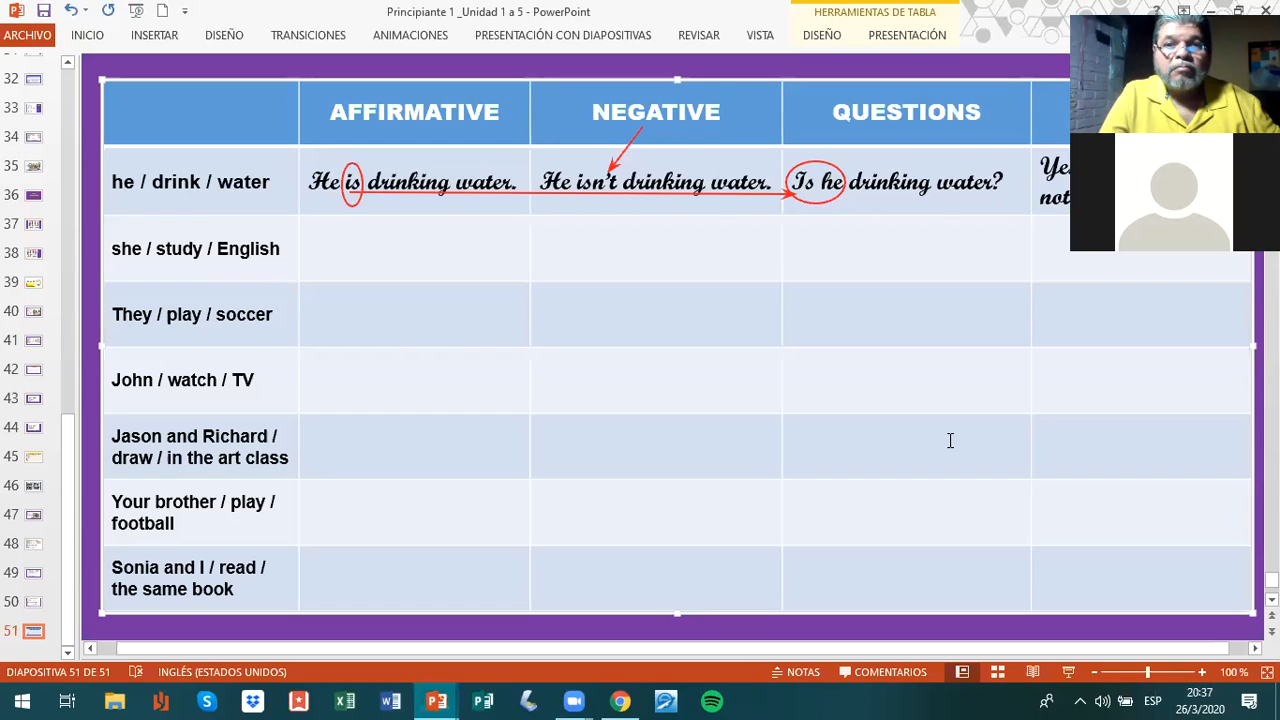 Principiante 1 _Unidad 1 a 5 - PowerPoint
HERRAMIENTAS DE TABLA
ARCHIVO INICIO INSERTAR DISEÑO TRANSICIONES ANIMACIONES PRESENTACIÓN CON DIAPOSITIVAS REVISAR VISTA DISEÑO PRESENTACIÓN
AFFIRMATIVE NEGATIVE QUESTIONS
he / drink / water He is drinking water. He isn't drinking water. Is he drinking water? Yes
not
she / study / English
They / play / soccer
John / watch / TV
Jason and Richard /
draw / in the art class
Your brother / play /
football
Sonia and I / read /
the same book
32
33
34
35
36
37
38
39
40
41
42
43
44
45
46
47
48
49
50
51
DIAPOSITIVA 51 DE 51 INGLÉS (ESTADOS UNIDOS) NOTAS COMENTARIOS 100 %
ESP 20:37
26/3/2020